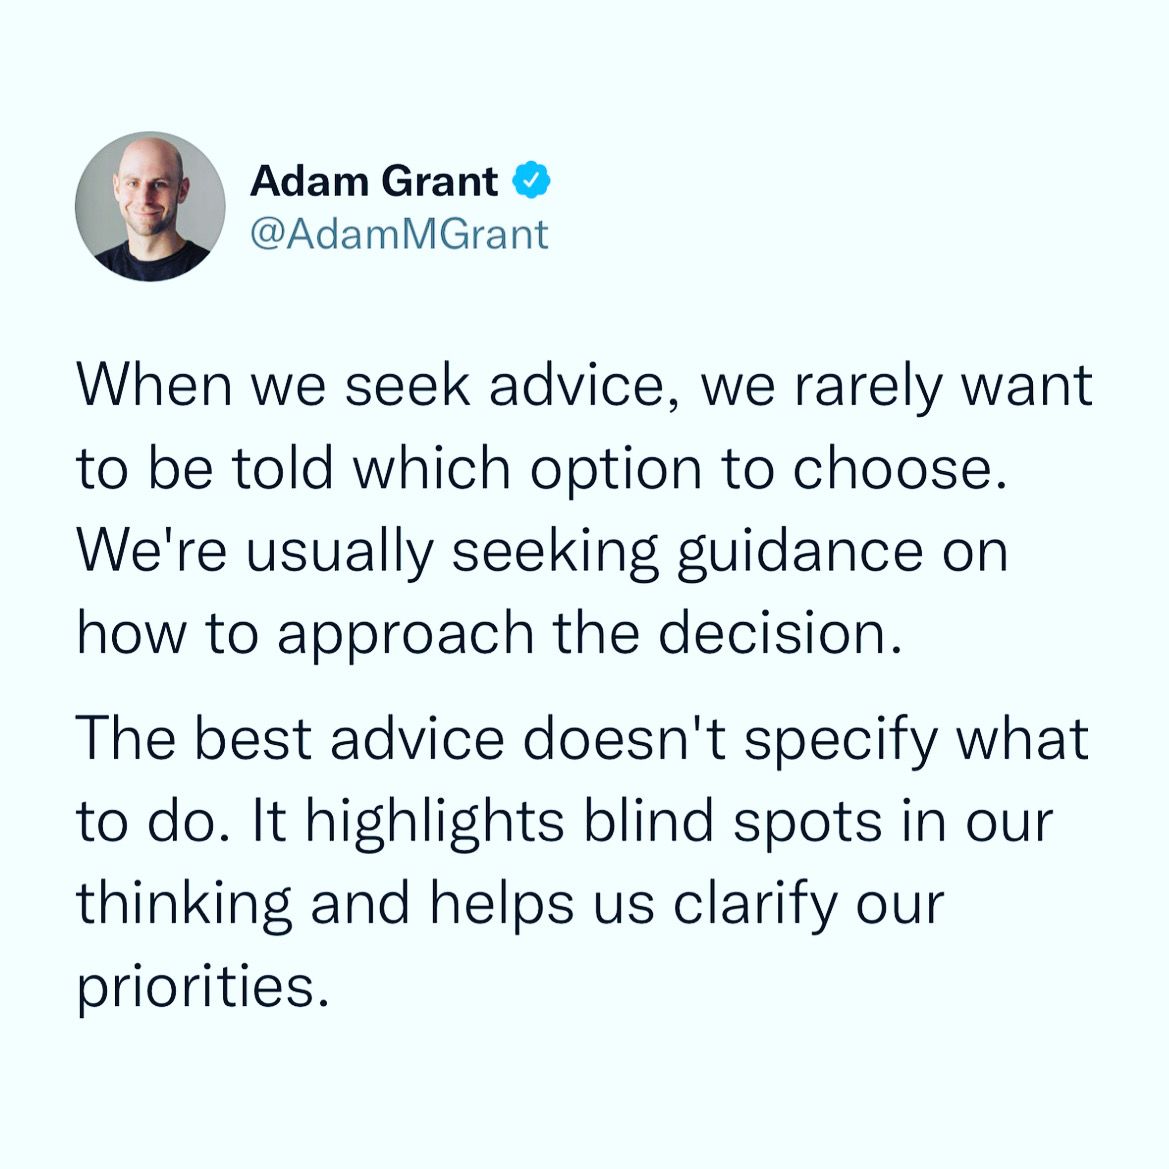 Adam Grant
@AdamMGrant
When we seek advice, we rarely want
to be told which option to choose.
We're usually seeking guidance on
how to approach the decision.
The best advice doesn't specify what
to do. It highlights blind spots in our
thinking and helps us clarify our
priorities.